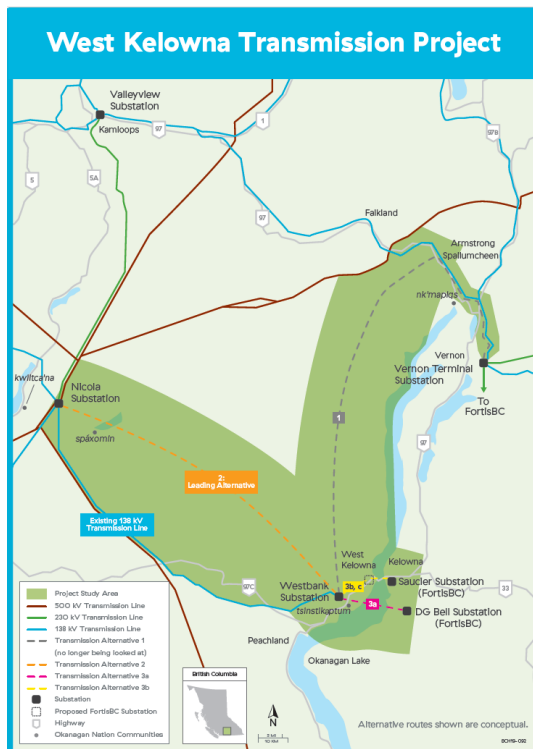 West Kelowna Transmission Project
Valleyview
Substation
Kamloops
97
1
97B
5
5A
97
Falkland
Armstrong
Spallumcheen
nk'maplqs
Vernon
Vernon Terminal
Substation
To
FortisBC
kwiltca'na
Nicola
Substation
spáxomin
1
97
2:
Leading Alternative
Existing 138 kV
Transmission Line
West
Kelowna
Kelowna
3b, c
Saucier Substation
(FortisBC)
33
97C
Westbank
Substation
3a
DG Bell Substation
(FortisBC)
tsinstikeptum
Peachland
Okanagan Lake
Project Study Area
500 kV Transmission Line
230 kV Transmission Line
138 kV Transmission Line
Transmission Alternative 1
(no longer being looked at)
Transmission Alternative 2
Transmission Alternative 3a
Transmission Alternative 3b
Substation
Proposed FortisBC Substation
Highway
Okanagan Nation Communities
British Columbia
N
5 MI
10 KM
Alternative routes shown are conceptual.